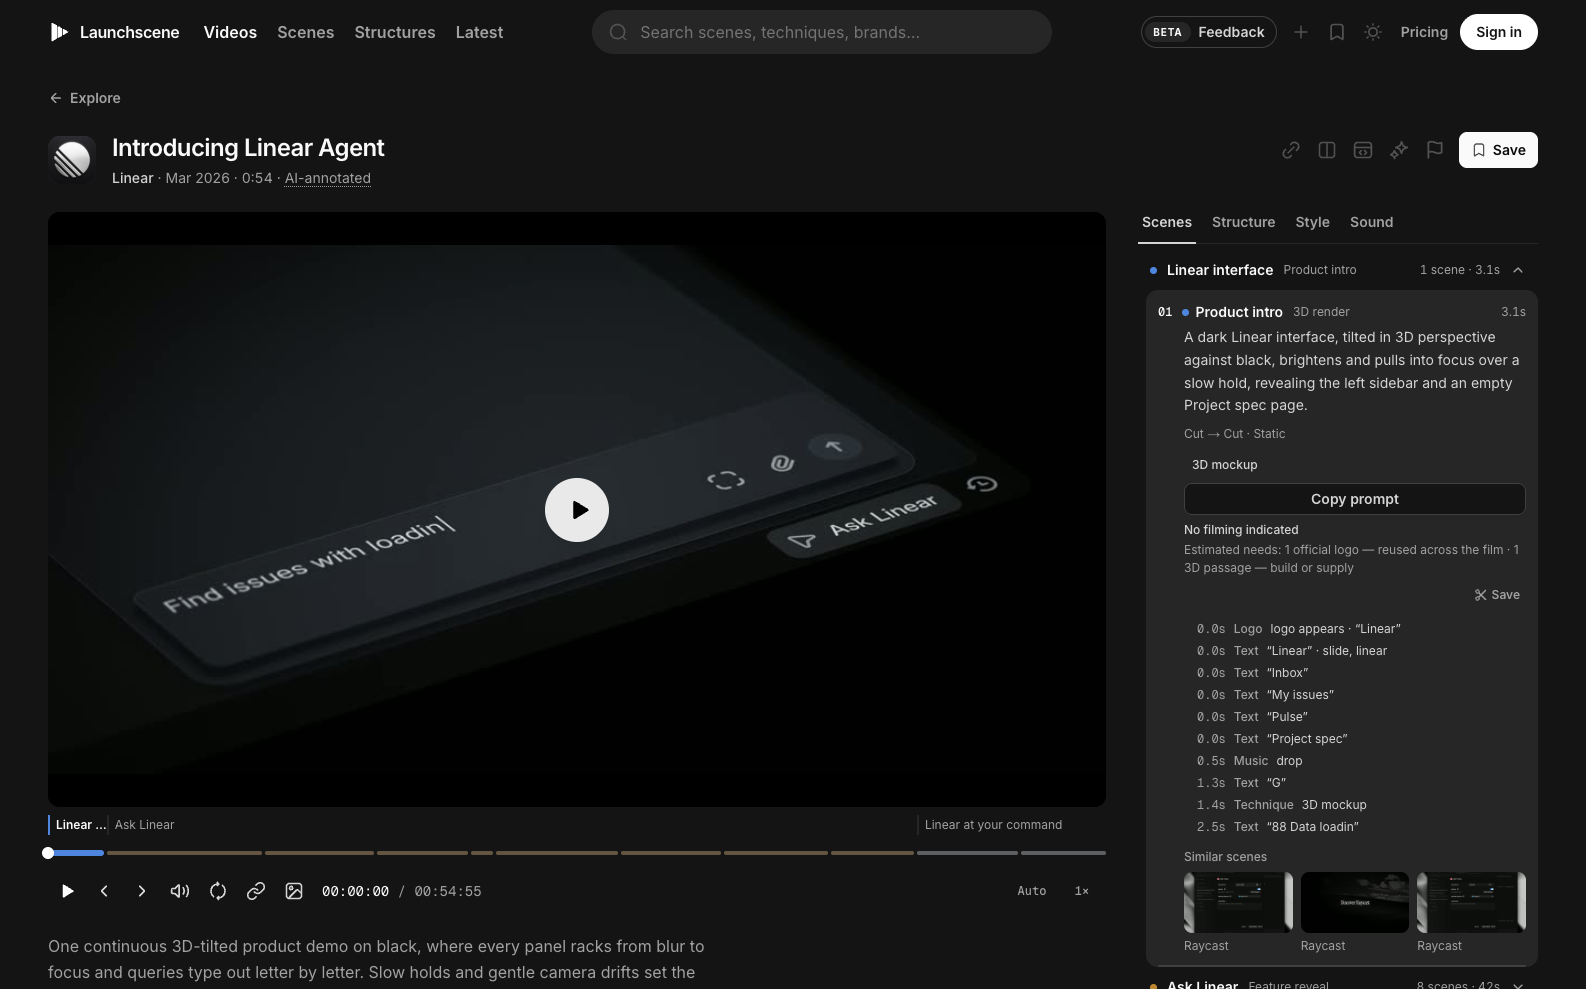 Launchscene
Videos
Scenes
Structures
Latest
Search scenes, techniques, brands...
BETA Feedback
Pricing
Sign in
Explore
Introducing Linear Agent
Linear · Mar 2026 · 0:54 · AI-annotated
Save
Find issues with loadin
Ask Linear
Linear ...
Ask Linear
Linear at your command
00:00:00 / 00:54:55
Auto
1×
One continuous 3D-tilted product demo on black, where every panel racks from blur to
focus and queries type out letter by letter. Slow holds and gentle camera drifts set the
Scenes
Structure
Style
Sound
Linear interface Product intro 1 scene · 3.1s
01 Product intro 3D render 3.1s
A dark Linear interface, tilted in 3D perspective
against black, brightens and pulls into focus over a
slow hold, revealing the left sidebar and an empty
Project spec page.
Cut → Cut · Static
3D mockup
Copy prompt
No filming indicated
Estimated needs: 1 official logo — reused across the film · 1
3D passage — build or supply
Save
0.0s Logo logo appears · “Linear”
0.0s Text “Linear” · slide, linear
0.0s Text “Inbox”
0.0s Text “My issues”
0.0s Text “Pulse”
0.0s Text “Project spec”
0.5s Music drop
1.3s Text “G”
1.4s Technique 3D mockup
2.5s Text “88 Data loadin”
Similar scenes
Raycast
Raycast
Raycast
Ask Linear Feature reveal 8 scenes · 42s